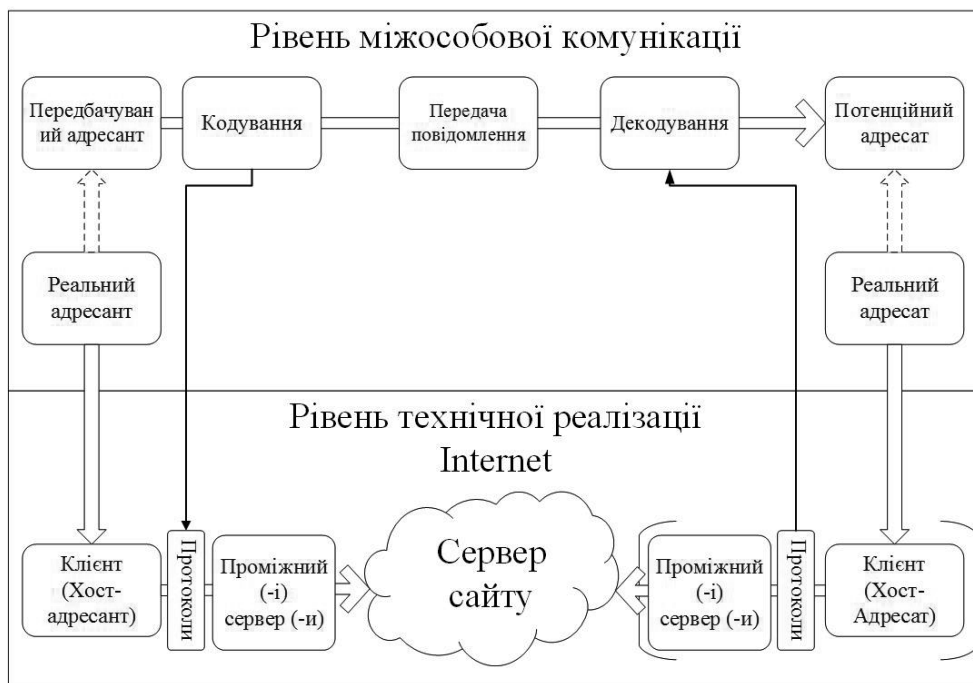 Рівень міжособової комунікації
Передбачуван
ий адресант
Кодування
Передача
повідомлення
Декодування
Потенційний
адресат
Реальний
адресант
Реальний
адресат
Рівень технічної реалізації
Internet
Клієнт
(Хост-
адресант)
Протоколи
Проміжний
(-і)
сервер (-и)
Сервер
сайту
Проміжний
(-і)
сервер (-и)
Протоколи
Клієнт
(Хост-
Адресат)